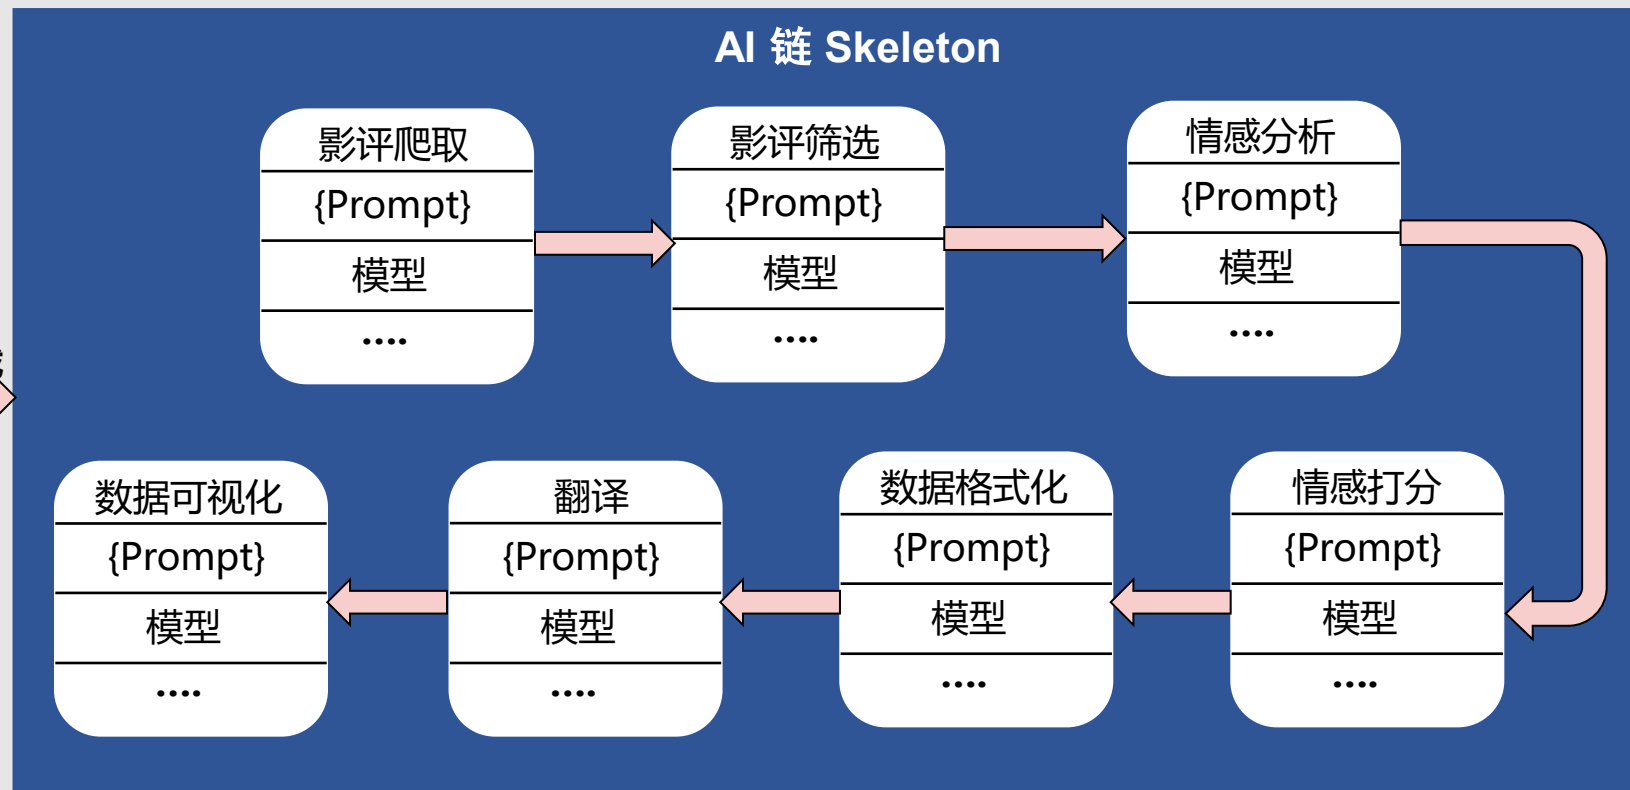 AI 链 Skeleton
影评爬取
{Prompt}
模型
....
影评筛选
{Prompt}
模型
....
情感分析
{Prompt}
模型
....
情感打分
{Prompt}
模型
....
数据格式化
{Prompt}
模型
....
翻译
{Prompt}
模型
....
数据可视化
{Prompt}
模型
....